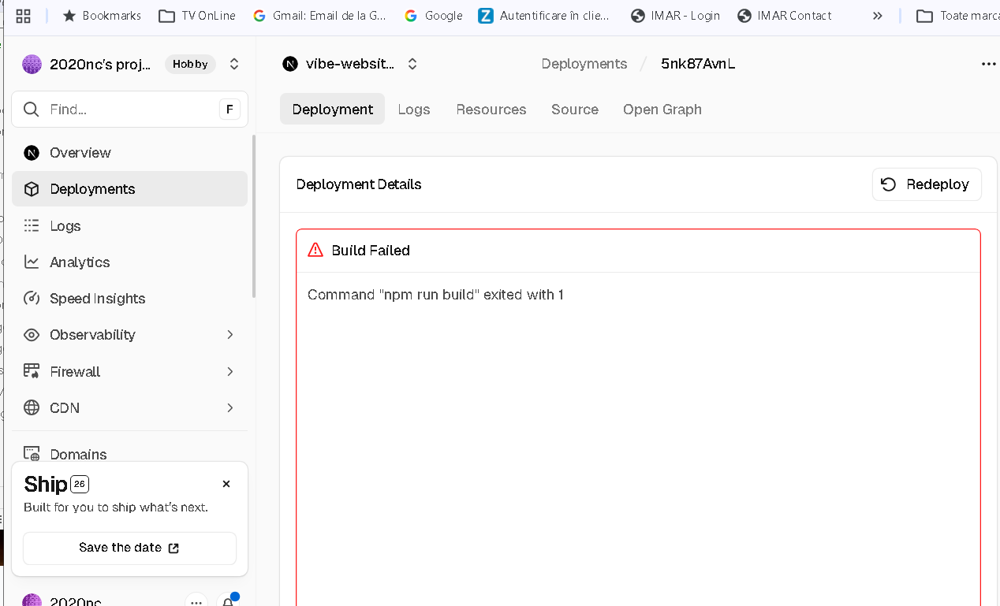 Bookmarks TV OnLine Gmail: Email de la G... Google Autentificare în clie... IMAR - Login IMAR Contact » Toate marca
2020nc's proj... Hobby
Find... F
Overview
Deployments
Logs
Analytics
Speed Insights
Observability
Firewall
CDN
Domains
Ship 26
Built for you to ship what's next.
Save the date
2020nc
N vibe-websit... Deployments / 5nk87AvnL
Deployment Logs Resources Source Open Graph
Deployment Details Redeploy
Build Failed
Command "npm run build" exited with 1